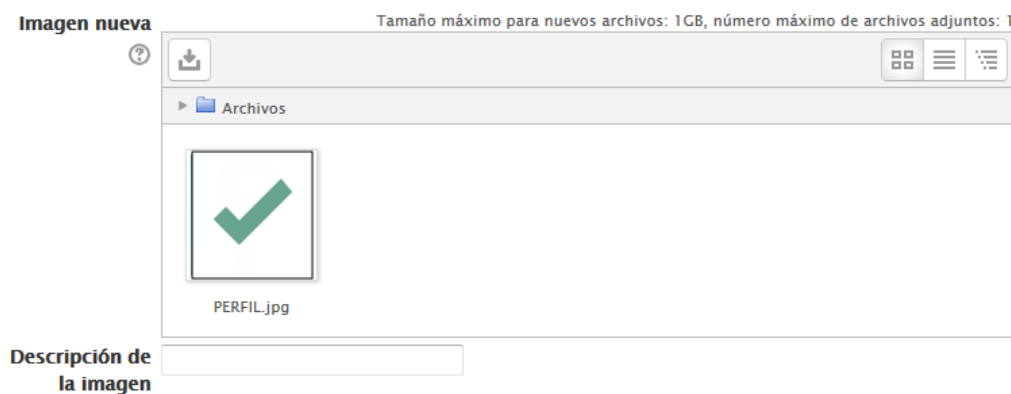 Imagen nueva
Tamaño máximo para nuevos archivos: 1GB, número máximo de archivos adjuntos: 1
Archivos
PERFIL.jpg
Descripción de
la imagen